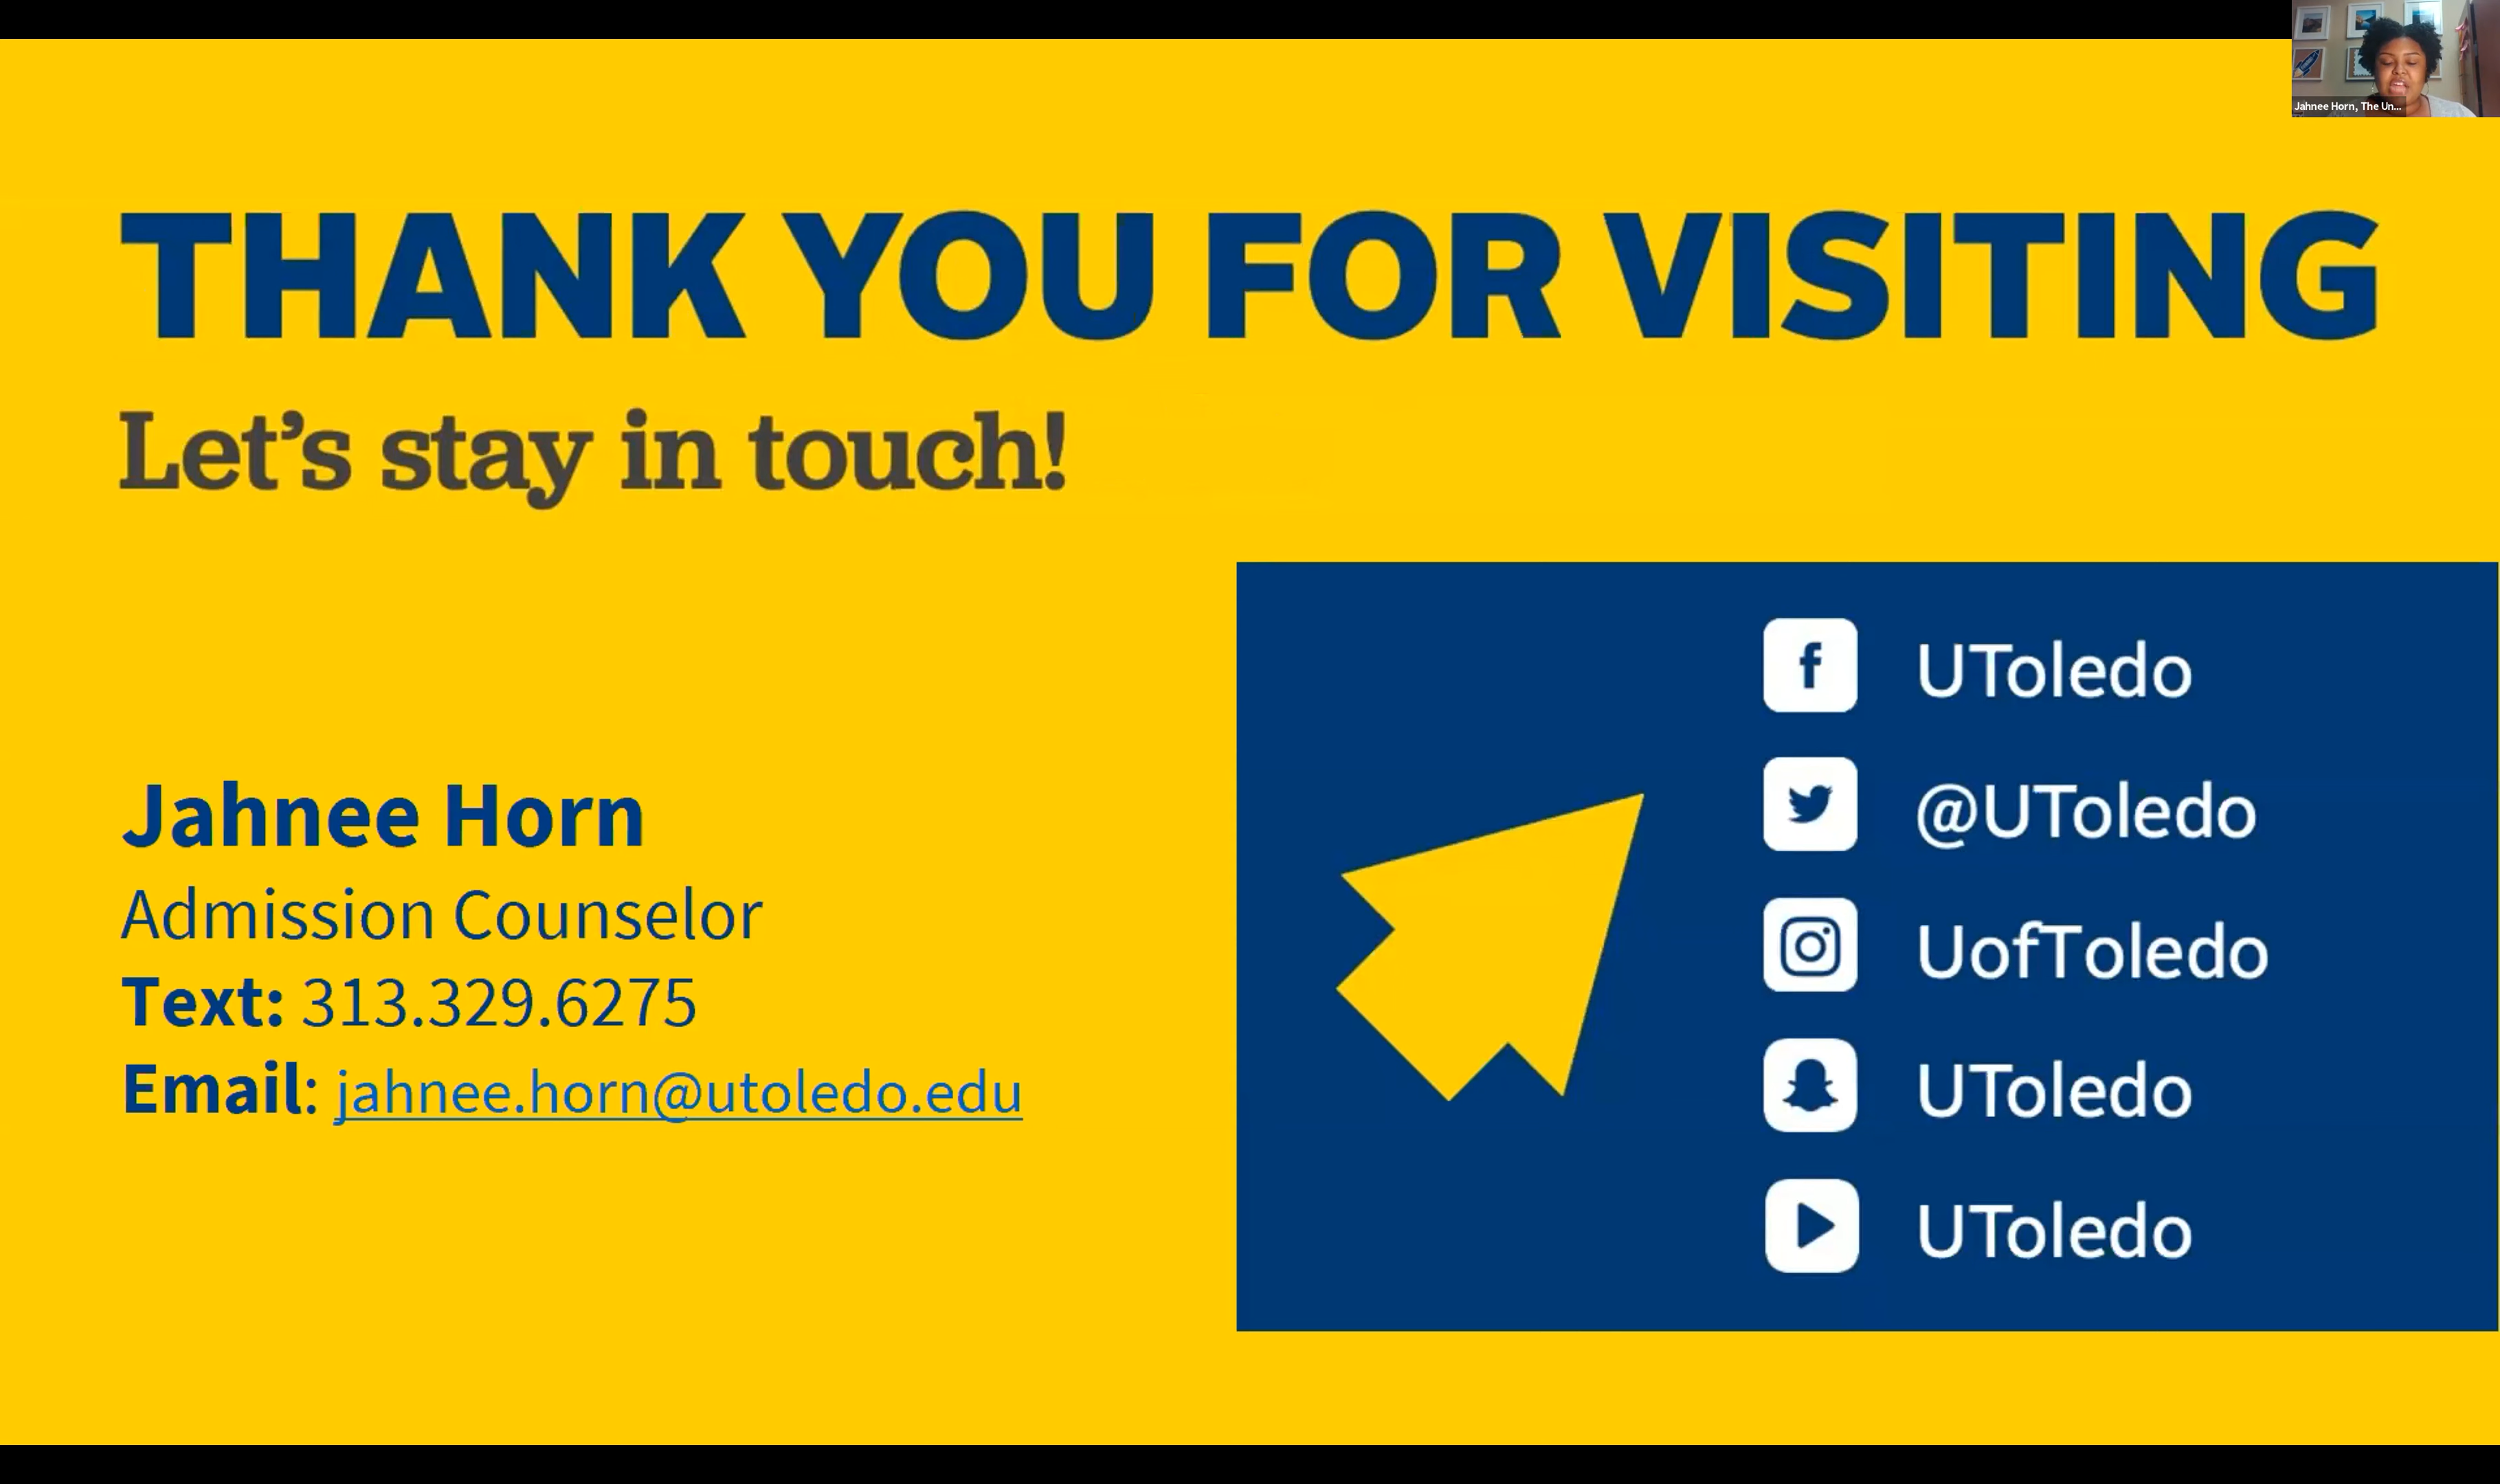 Jahnee Horn, The Un...
THANK YOU FOR VISITING
Let's stay in touch!
Jahnee Horn
Admission Counselor
Text: 313.329.6275
Email: jahnee.horn@utoledo.edu
UToledo
@UToledo
UofToledo
UToledo
UToledo